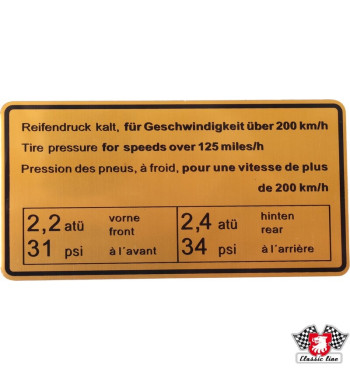 Reifendruck kalt, für Geschwindigkeit über 200 km/h
Tire pressure for speeds over 125 miles/h
Pression des pneus, à froid, pour une vitesse de plus
de 200 km/h
2,2 atü vorne
front
31 psi à l´avant
2,4 atü hinten
rear
34 psi à l´arrière
Classic line